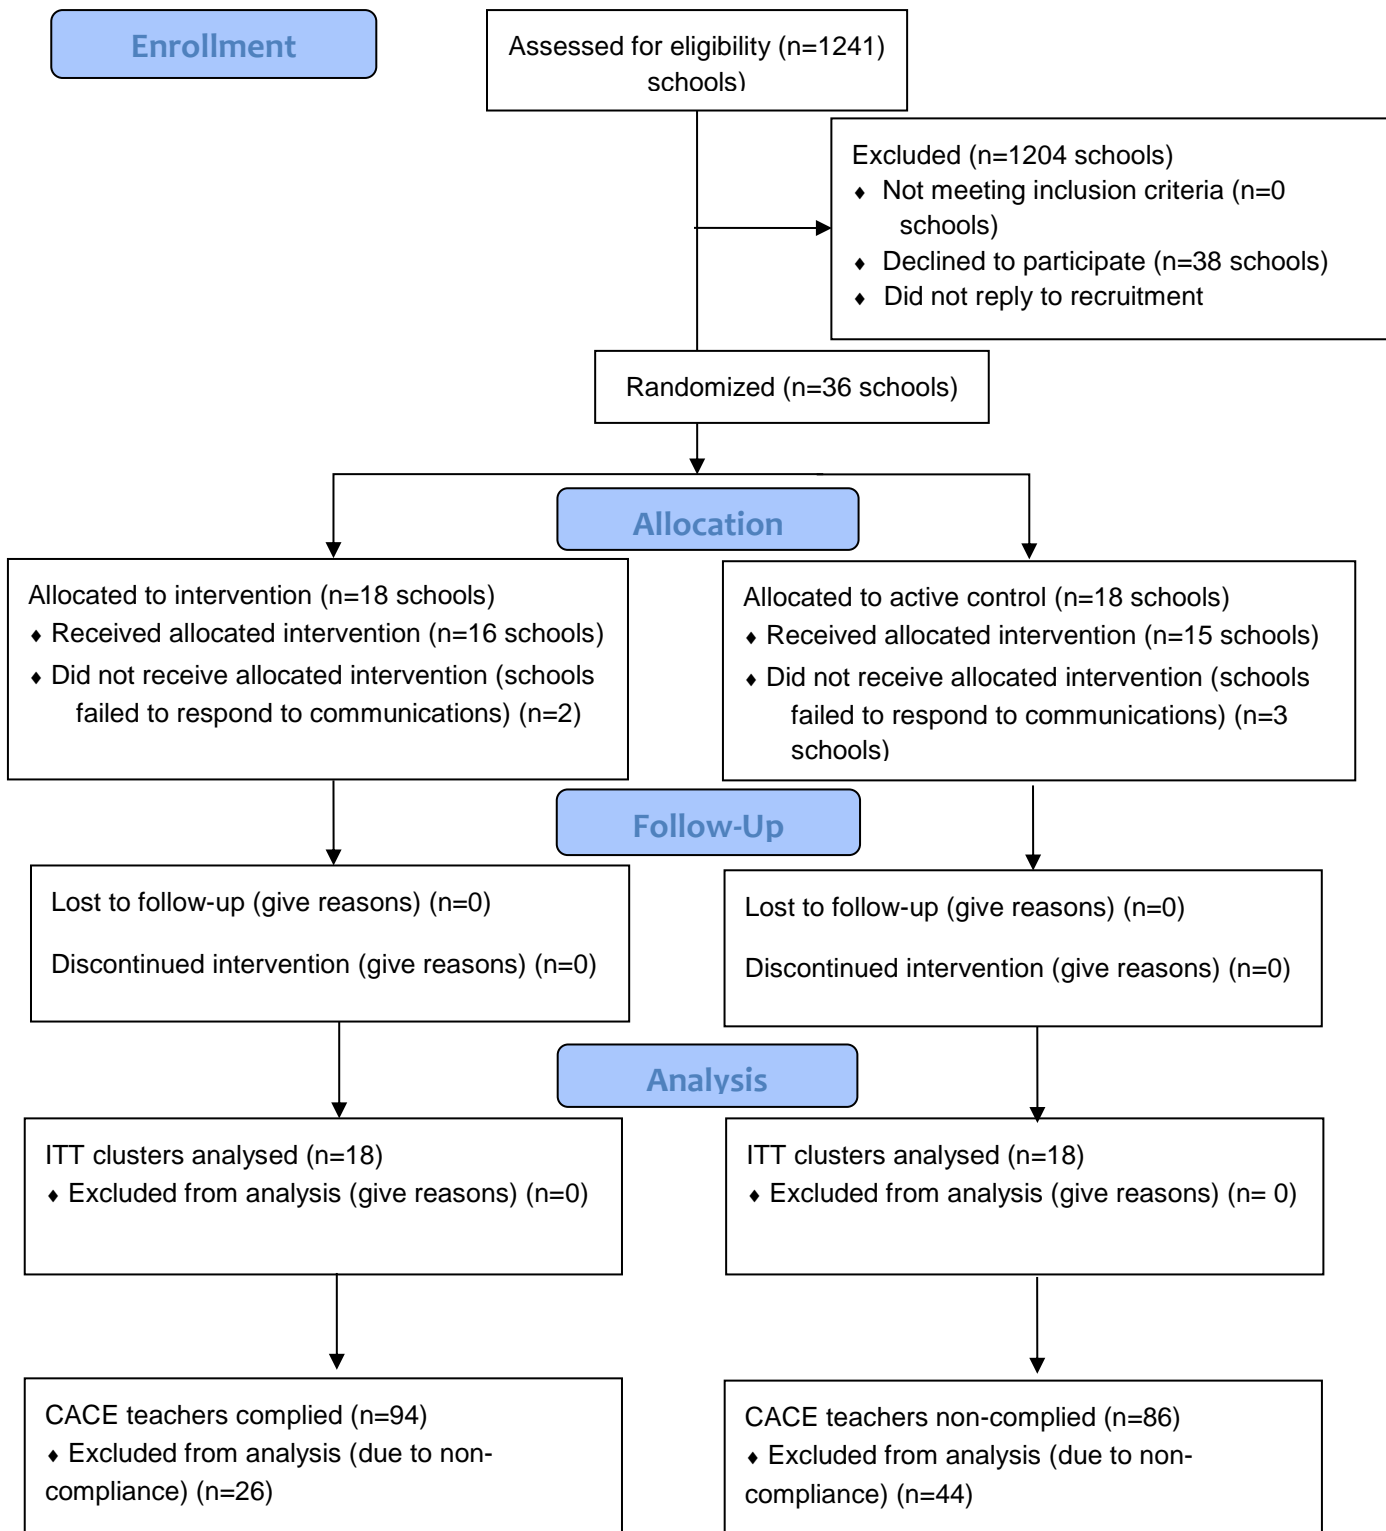 Enrollment
Assessed for eligibility (n=1241)
schools)
Excluded (n=1204 schools)
♦ Not meeting inclusion criteria (n=0
schools)
♦ Declined to participate (n=38 schools)
♦ Did not reply to recruitment
Randomized (n=36 schools)
Allocation
Allocated to intervention (n=18 schools)
♦ Received allocated intervention (n=16 schools)
♦ Did not receive allocated intervention (schools
failed to respond to communications) (n=2)
Allocated to active control (n=18 schools)
♦ Received allocated intervention (n=15 schools)
♦ Did not receive allocated intervention (schools
failed to respond to communications) (n=3
schools)
Follow-Up
Lost to follow-up (give reasons) (n=0)
Discontinued intervention (give reasons) (n=0)
Lost to follow-up (give reasons) (n=0)
Discontinued intervention (give reasons) (n=0)
Analysis
ITT clusters analysed (n=18)
♦ Excluded from analysis (give reasons) (n=0)
ITT clusters analysed (n=18)
♦ Excluded from analysis (give reasons) (n= 0)
CACE teachers complied (n=94)
♦ Excluded from analysis (due to non-
compliance) (n=26)
CACE teachers non-complied (n=86)
♦ Excluded from analysis (due to non-
compliance) (n=44)